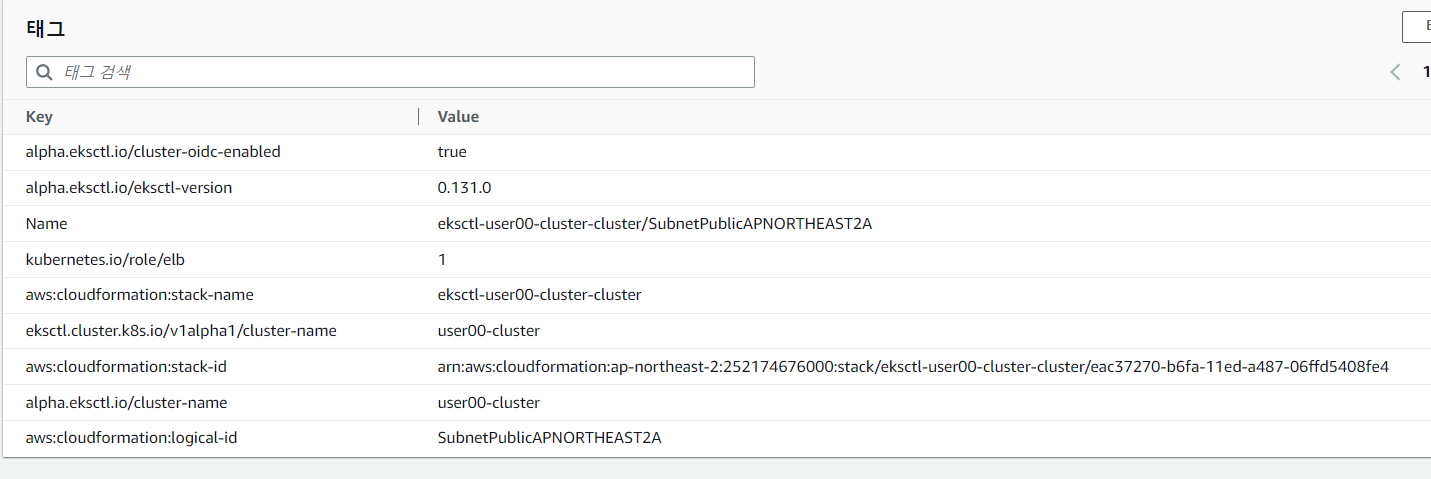 태그
E
태그 검색
1
Key Value
alpha.eksctl.io/cluster-oidc-enabled true
alpha.eksctl.io/eksctl-version 0.131.0
Name eksctl-user00-cluster-cluster/SubnetPublicAPNORTHEAST2A
kubernetes.io/role/elb 1
aws:cloudformation:stack-name eksctl-user00-cluster-cluster
eksctl.cluster.k8s.io/v1alpha1/cluster-name user00-cluster
aws:cloudformation:stack-id arn:aws:cloudformation:ap-northeast-2:252174676000:stack/eksctl-user00-cluster-cluster/eac37270-b6fa-11ed-a487-06ffd5408fe4
alpha.eksctl.io/cluster-name user00-cluster
aws:cloudformation:logical-id SubnetPublicAPNORTHEAST2A